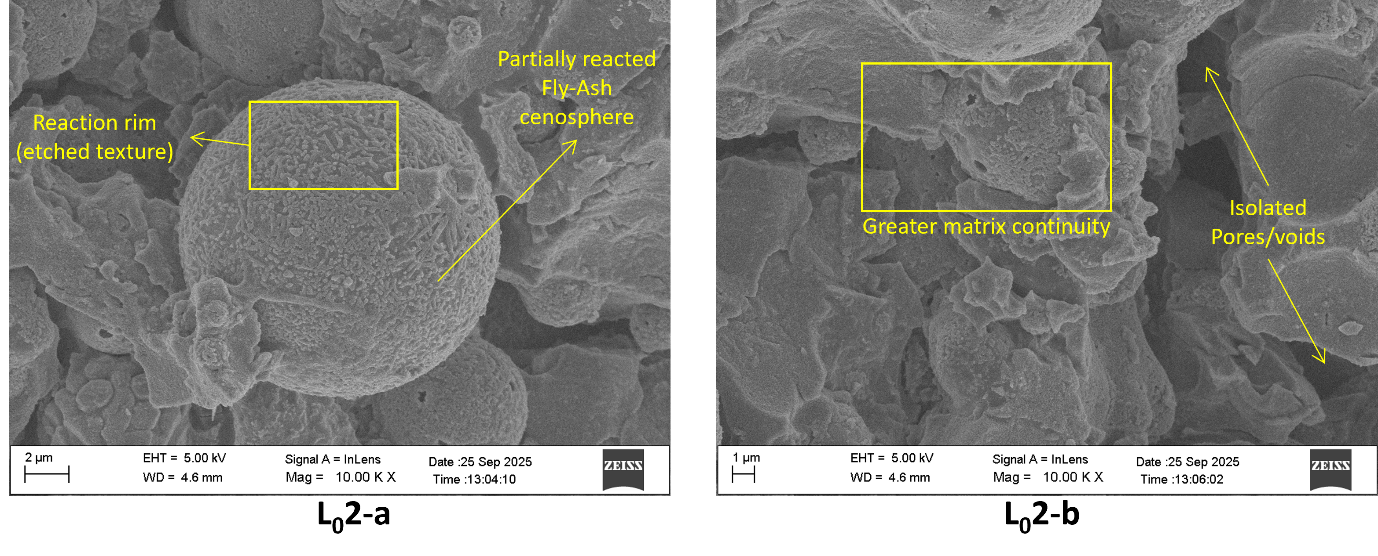 Partially reacted
Fly-Ash
cenosphere
Reaction rim
(etched texture)
2 µm
EHT = 5.00 kV
WD = 4.6 mm
Signal A = InLens
Mag = 10.00 K X
Date :25 Sep 2025
Time :13:04:10
ZEISS
L₀2-a
Greater matrix continuity
Isolated
Pores/voids
1 µm
EHT = 5.00 kV
WD = 4.6 mm
Signal A = InLens
Mag = 10.00 K X
Date :25 Sep 2025
Time :13:06:02
ZEISS
L₀2-b